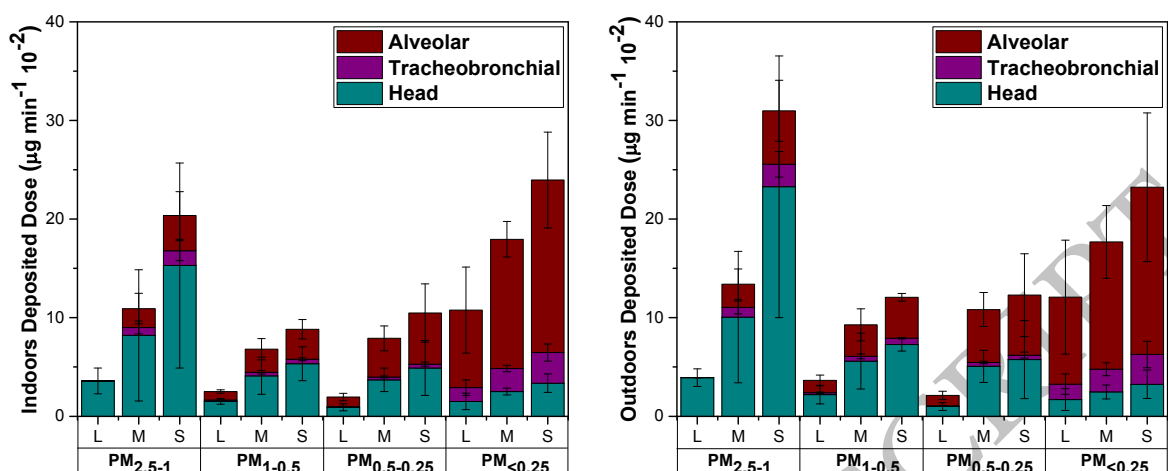 Indoors Deposited Dose (µg min⁻¹ 10⁻²)
40
30
20
10
0
Alveolar
Tracheobronchial
Head
L M S L M S L M S L M S
PM2.5-1 PM1-0.5 PM0.5-0.25 PM<0.25
Outdoors Deposited Dose (µg min⁻¹ 10⁻²)
40
30
20
10
0
Alveolar
Tracheobronchial
Head
L M S L M S L M S L M S
PM2.5-1 PM1-0.5 PM0.5-0.25 PM<0.25
CRIPT